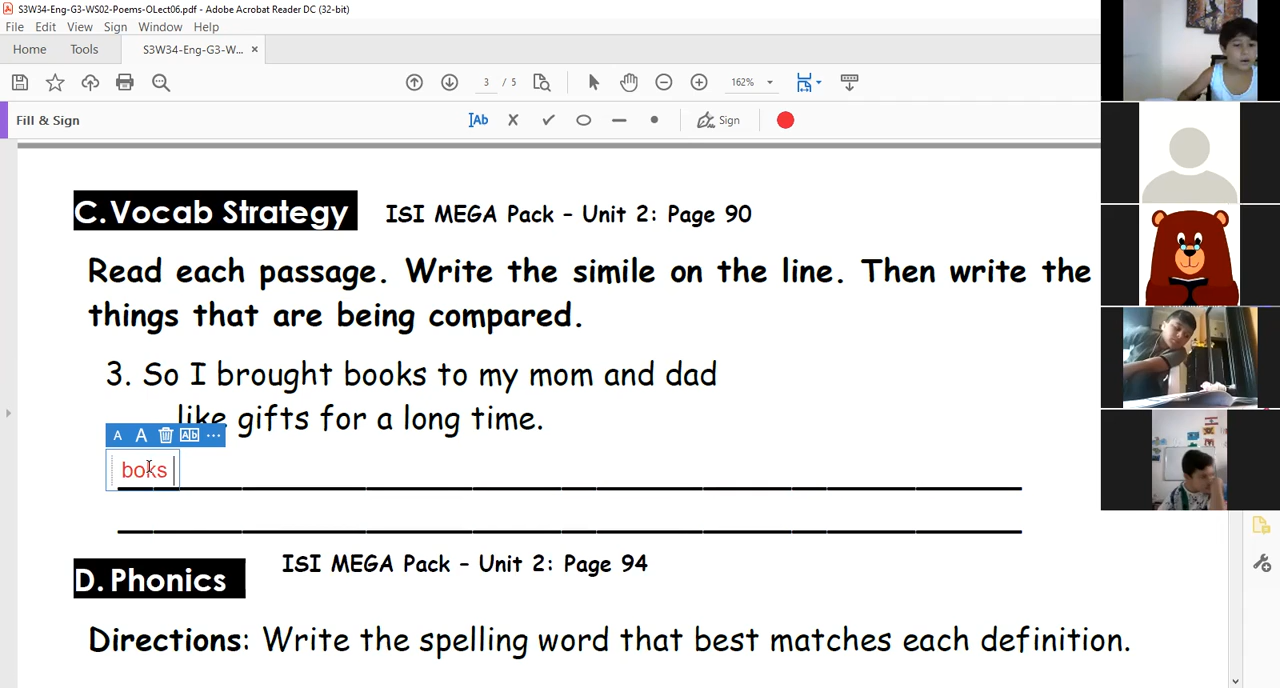 S3W34-Eng-G3-WS02-Poems-OLect06.pdf - Adobe Acrobat Reader DC (32-bit)
File Edit View Sign Window Help
Home Tools S3W34-Eng-G3-W... ×
3 / 5 162%
Fill & Sign Ab Sign
C.Vocab Strategy ISI MEGA Pack – Unit 2: Page 90
Read each passage. Write the simile on the line. Then write the
things that are being compared.
3. So I brought books to my mom and dad
like gifts for a long time.
A A Ab ...
boks
D. Phonics ISI MEGA Pack – Unit 2: Page 94
Directions: Write the spelling word that best matches each definition.